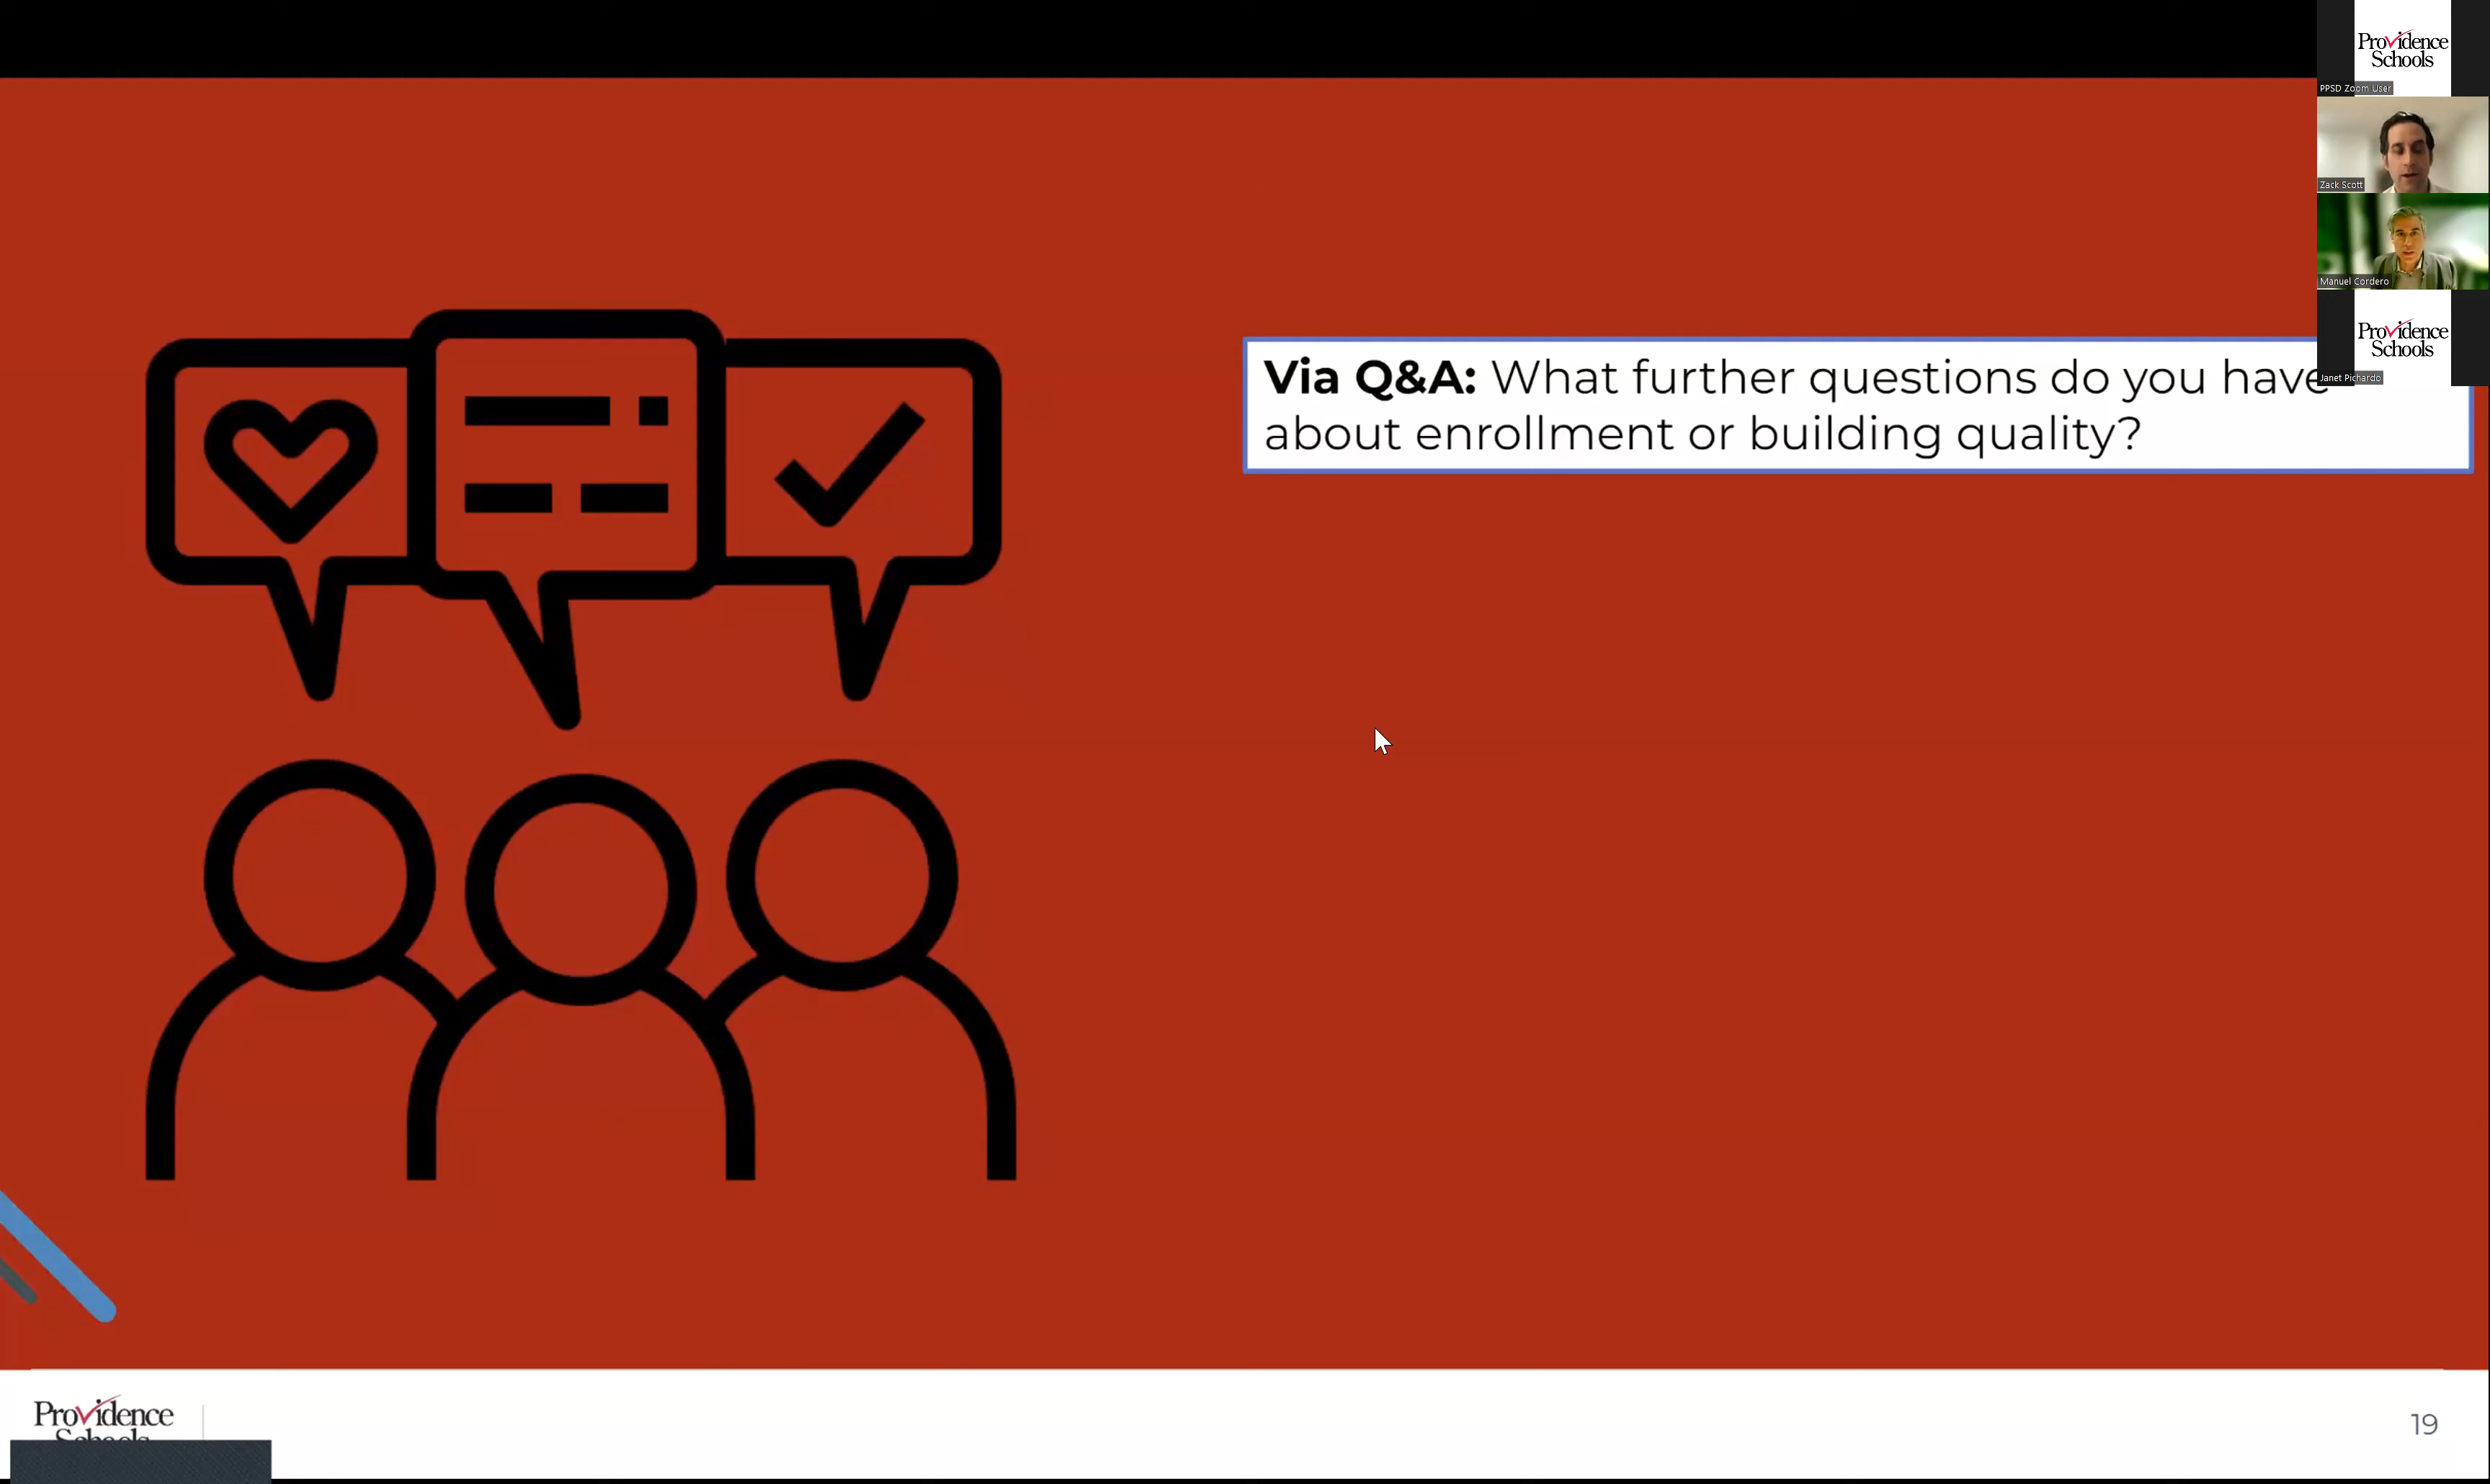 Providence
Schools
PPSD Zoom User
Zack Scott
Manuel Cordero
Providence
Schools
Janet Pichardo
Via Q&A: What further questions do you have
about enrollment or building quality?
Providence
Schools
19